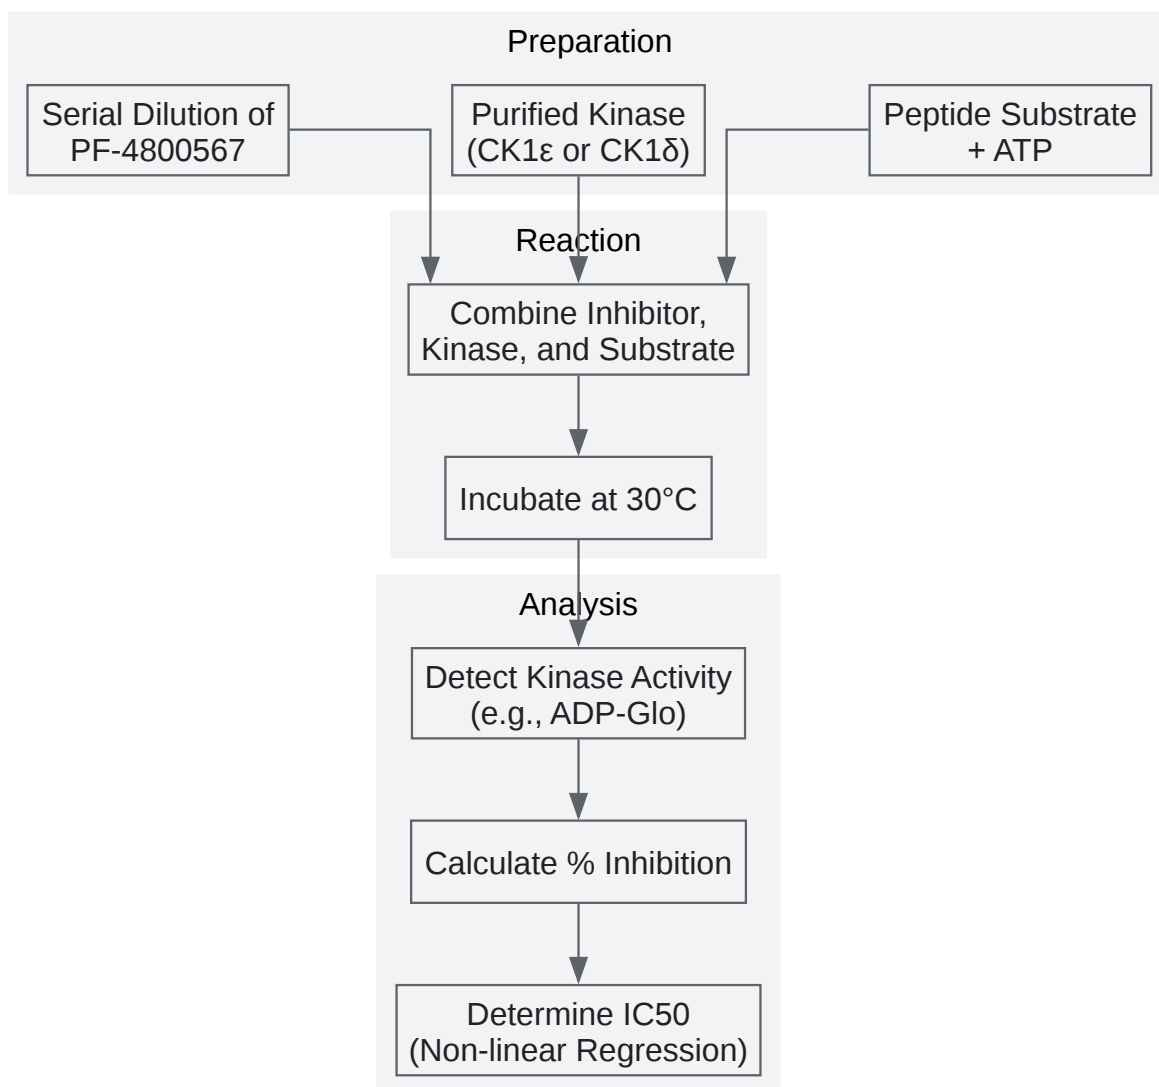 Preparation
Serial Dilution of
PF-4800567
Purified Kinase
(CK1ε or CK1δ)
Peptide Substrate
+ ATP
Reaction
Combine Inhibitor,
Kinase, and Substrate
Incubate at 30°C
Analysis
Detect Kinase Activity
(e.g., ADP-Glo)
Calculate % Inhibition
Determine IC50
(Non-linear Regression)